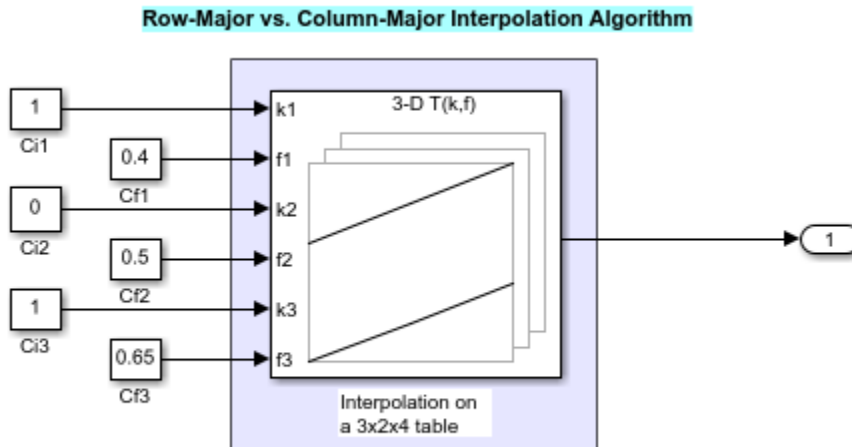 Row-Major vs. Column-Major Interpolation Algorithm
3-D T(k,f)
1
k1
Ci1
0.4
f1
Cf1
0
k2
Ci2
1
0.5
f2
Cf2
1
k3
Ci3
0.65
f3
Cf3
Interpolation on
a 3x2x4 table